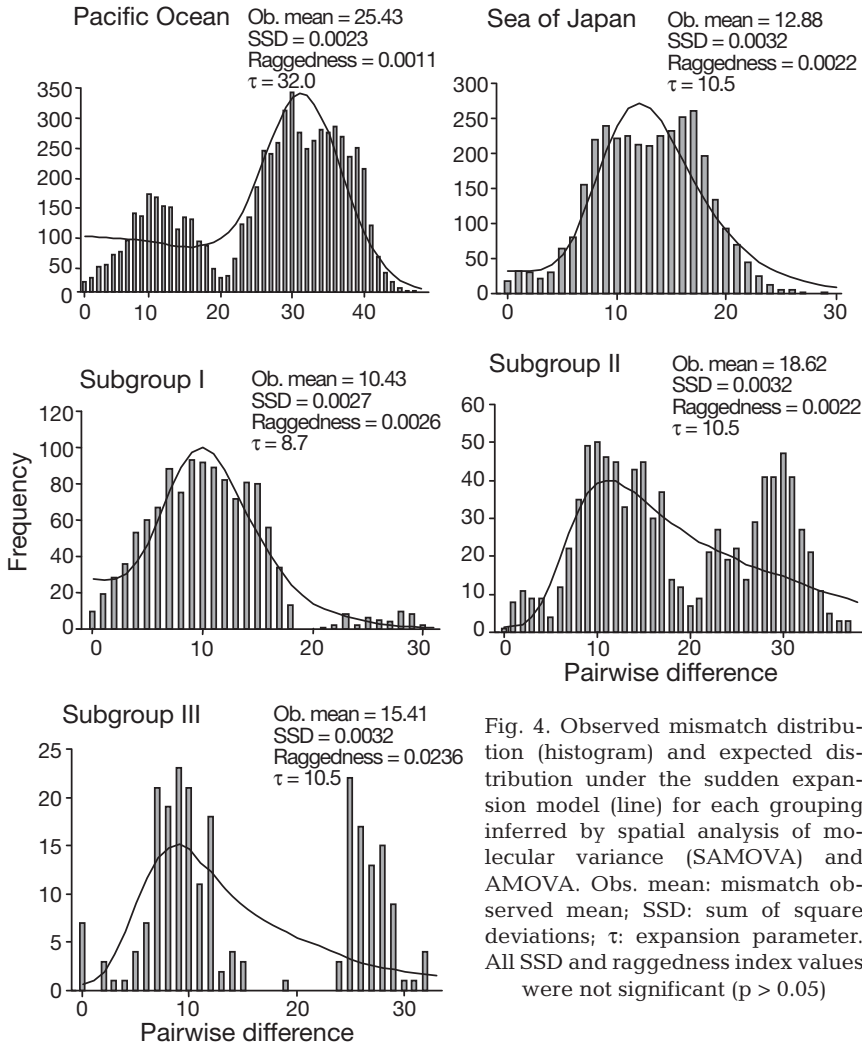 Pacific Ocean
Ob. mean = 25.43
SSD = 0.0023
Raggedness = 0.0011
τ = 32.0
350
300
250
200
150
100
50
0
0 10 20 30 40
Sea of Japan
Ob. mean = 12.88
SSD = 0.0032
Raggedness = 0.0022
τ = 10.5
300
250
200
150
100
50
0
0 10 20 30
Subgroup I
Ob. mean = 10.43
SSD = 0.0027
Raggedness = 0.0026
τ = 8.7
Frequency
120
100
80
60
40
20
0
0 10 20 30
Subgroup II
Ob. mean = 18.62
SSD = 0.0032
Raggedness = 0.0022
τ = 10.5
60
50
40
30
20
10
0
0 10 20 30
Pairwise difference
Subgroup III
Ob. mean = 15.41
SSD = 0.0032
Raggedness = 0.0236
τ = 10.5
25
20
15
10
5
0
0 10 20 30
Pairwise difference
Fig. 4. Observed mismatch distribu-
tion (histogram) and expected dis-
tribution under the sudden expan-
sion model (line) for each grouping
inferred by spatial analysis of mo-
lecular variance (SAMOVA) and
AMOVA. Obs. mean: mismatch ob-
served mean; SSD: sum of square
deviations; τ: expansion parameter.
All SSD and raggedness index values
were not significant (p > 0.05)